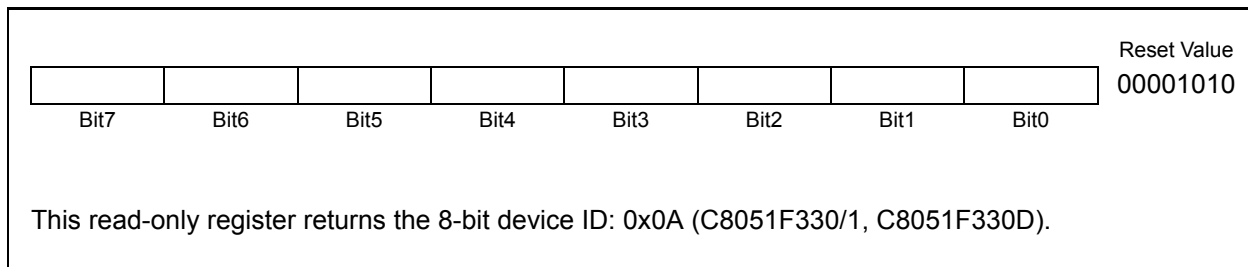 Reset Value
00001010
Bit7 Bit6 Bit5 Bit4 Bit3 Bit2 Bit1 Bit0
This read-only register returns the 8-bit device ID: 0x0A (C8051F330/1, C8051F330D).